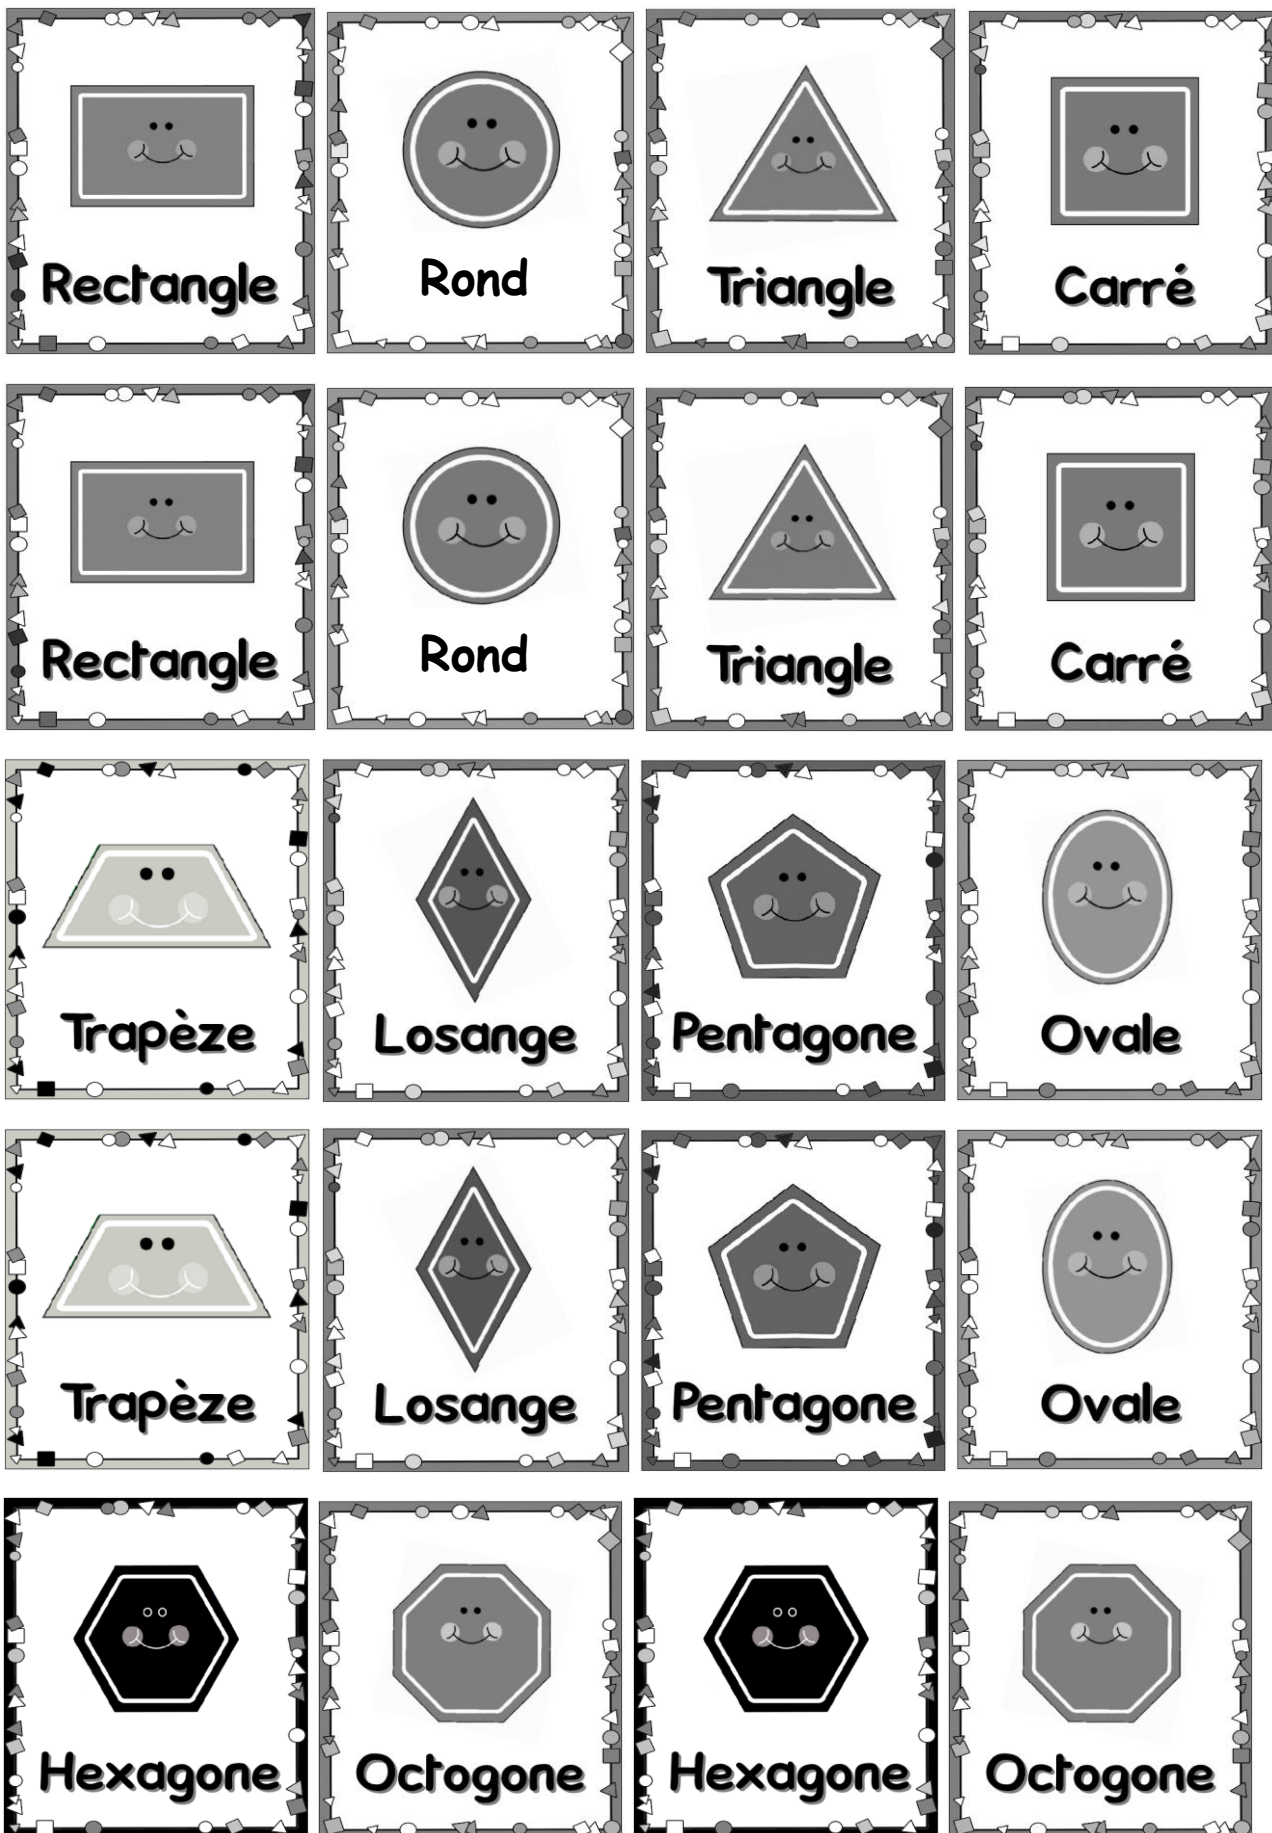 Rectangle
Rond
Triangle
Carré
Rectangle
Rond
Triangle
Carré
Trapèze
Losange
Pentagone
Ovale
Trapèze
Losange
Pentagone
Ovale
Hexagone
Octogone
Hexagone
Octogone